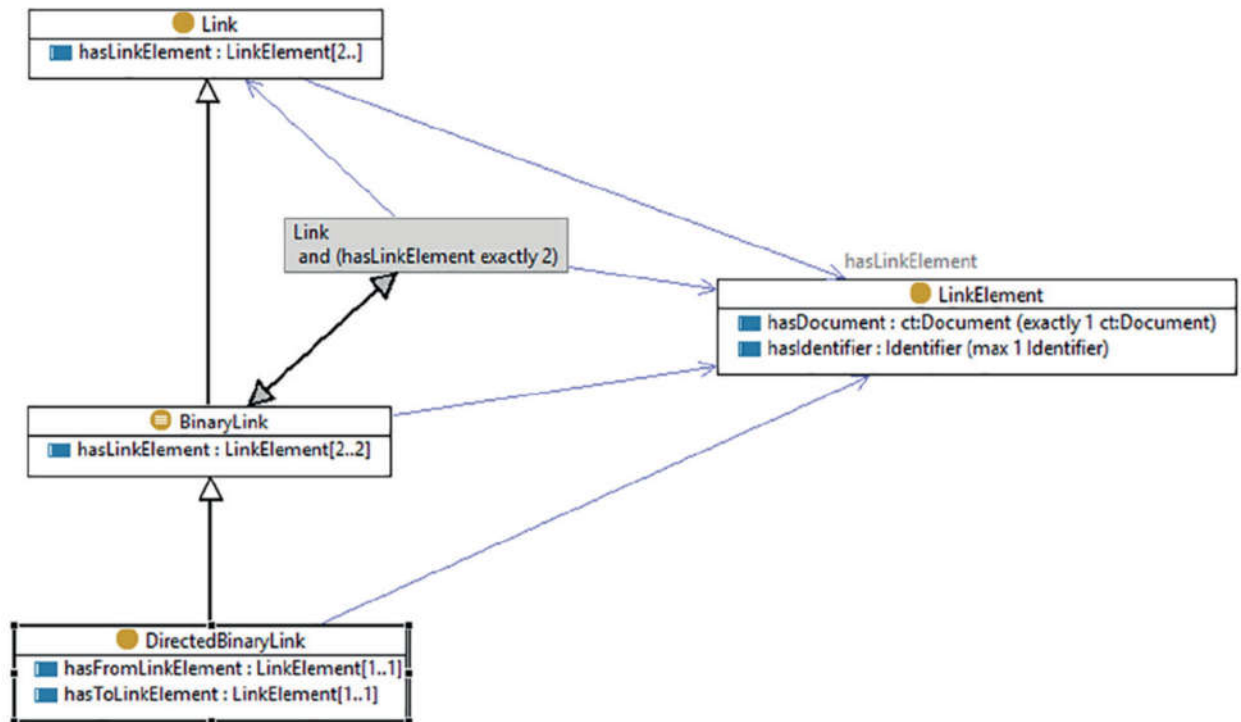 Link
hasLinkElement : LinkElement[2..]
Link
and (hasLinkElement exactly 2)
hasLinkElement
LinkElement
hasDocument : ct:Document (exactly 1 ct:Document)
hasIdentifier : Identifier (max 1 Identifier)
BinaryLink
hasLinkElement : LinkElement[2..2]
DirectedBinaryLink
hasFromLinkElement : LinkElement[1..1]
hasToLinkElement : LinkElement[1..1]